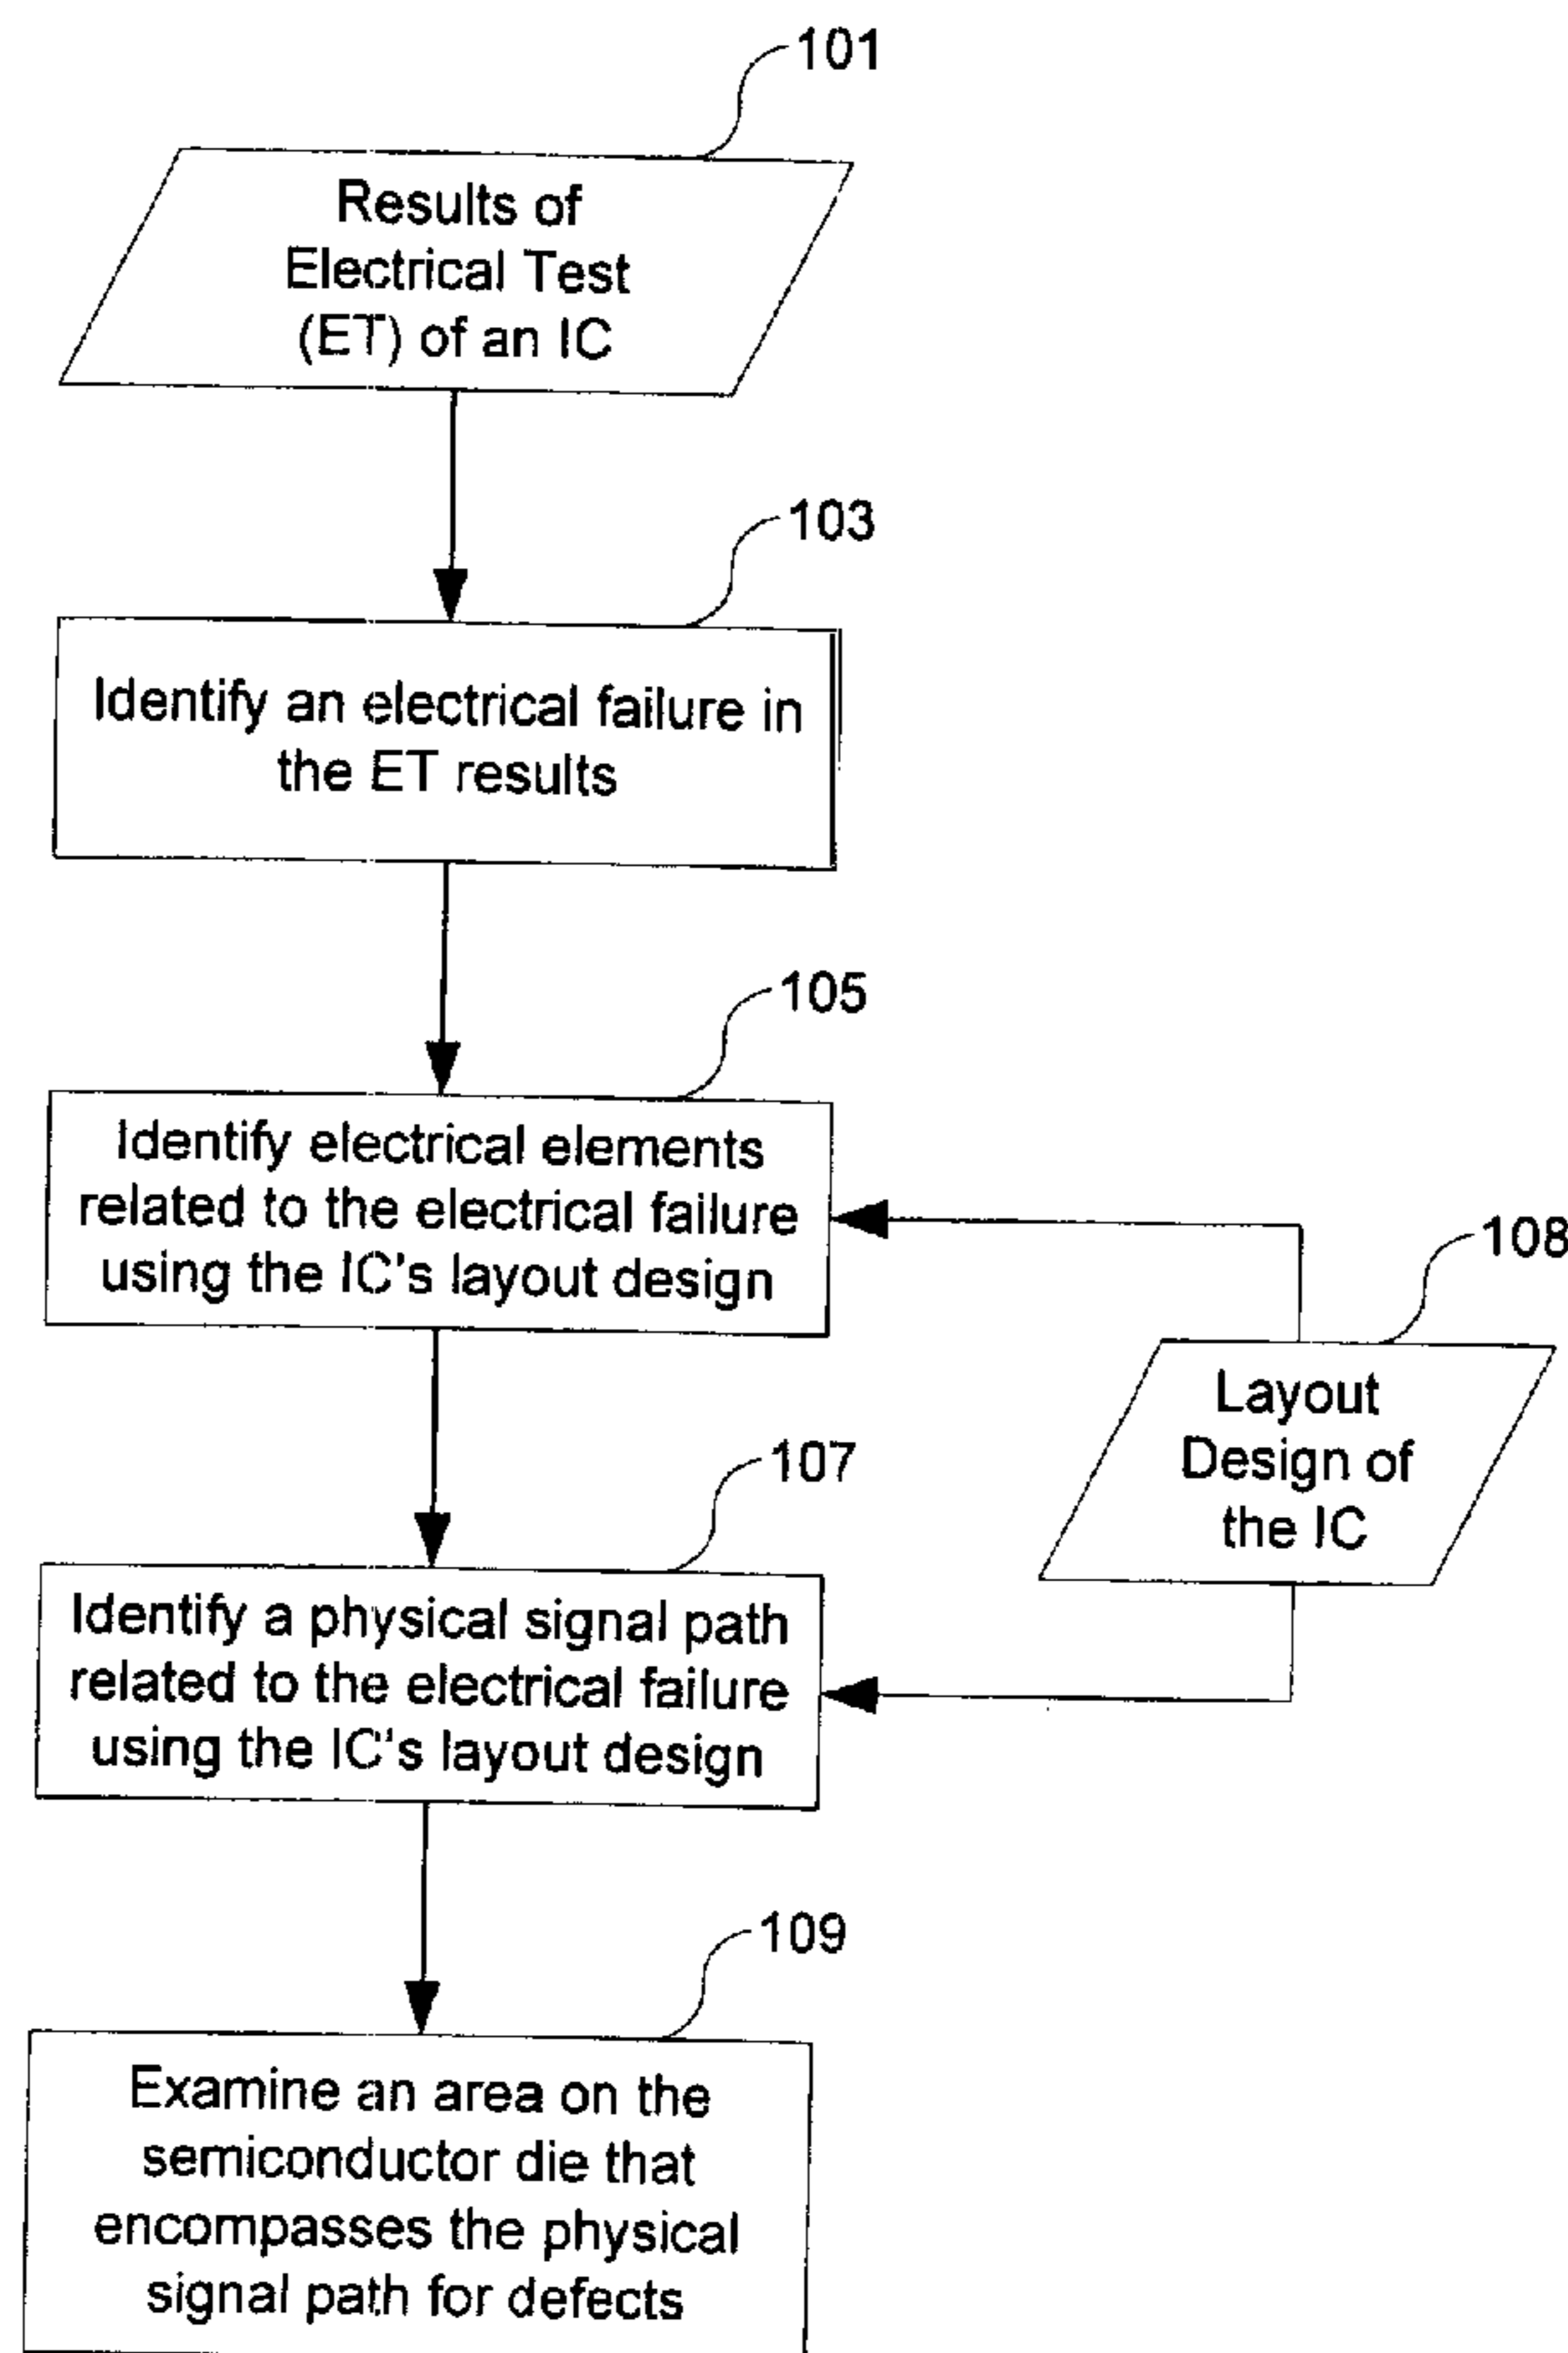 101
Results of
Electrical Test
(ET) of an IC
103
Identify an electrical failure in
the ET results
105
Identify electrical elements
related to the electrical failure
using the IC's layout design
108
Layout
Design of
the IC
107
Identify a physical signal path
related to the electrical failure
using the IC's layout design
109
Examine an area on the
semiconductor die that
encompasses the physical
signal path for defects